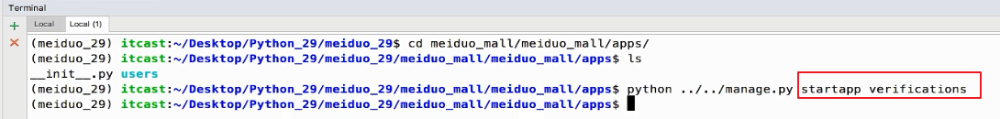 Terminal
+ Local Local (1)
× (meiduo_29) itcast:~/Desktop/Python_29/meiduo_29$ cd meiduo_mall/meiduo_mall/apps/
(meiduo_29) itcast:~/Desktop/Python_29/meiduo_29/meiduo_mall/meiduo_mall/apps$ ls
__init__.py users
(meiduo_29) itcast:~/Desktop/Python_29/meiduo_29/meiduo_mall/meiduo_mall/apps$ python ../../manage.py startapp verifications
(meiduo_29) itcast:~/Desktop/Python_29/meiduo_29/meiduo_mall/meiduo_mall/apps$